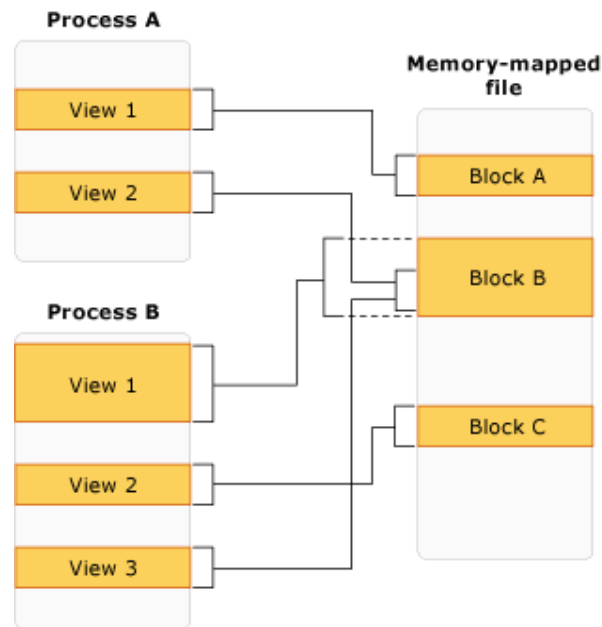 Process A
View 1
View 2
Process B
View 1
View 2
View 3
Memory-mapped
file
Block A
Block B
Block C